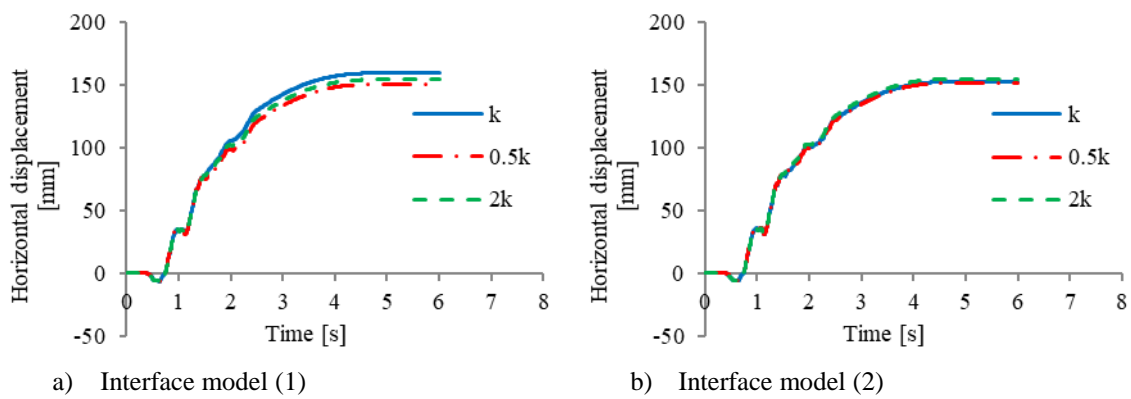 200
150
100
50
0
-50
Horizontal displacement
[mm]
0 1 2 3 4 5 6 7 8
Time [s]
k
0.5k
2k
a) Interface model (1)
200
150
100
50
0
-50
Horizontal displacement
[mm]
0 1 2 3 4 5 6 7 8
Time [s]
k
0.5k
2k
b) Interface model (2)